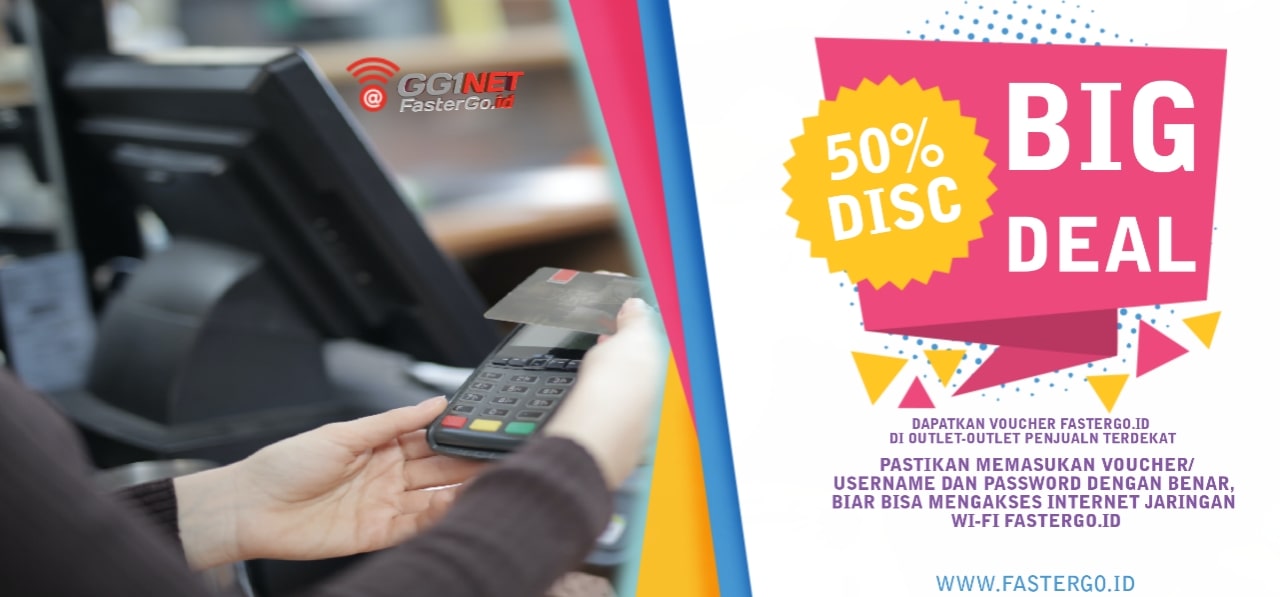 @ GG1NET
FasterGo.id
50%
DISC
BIG
DEAL
DAPATKAN VOUCHER FASTERGO.ID
DI OUTLET-OUTLET PENJUALN TERDEKAT
PASTIKAN MEMASUKAN VOUCHER/
USERNAME DAN PASSWORD DENGAN BENAR,
BIAR BISA MENGAKSES INTERNET JARINGAN
WI-FI FASTERGO.ID
WWW.FASTERGO.ID